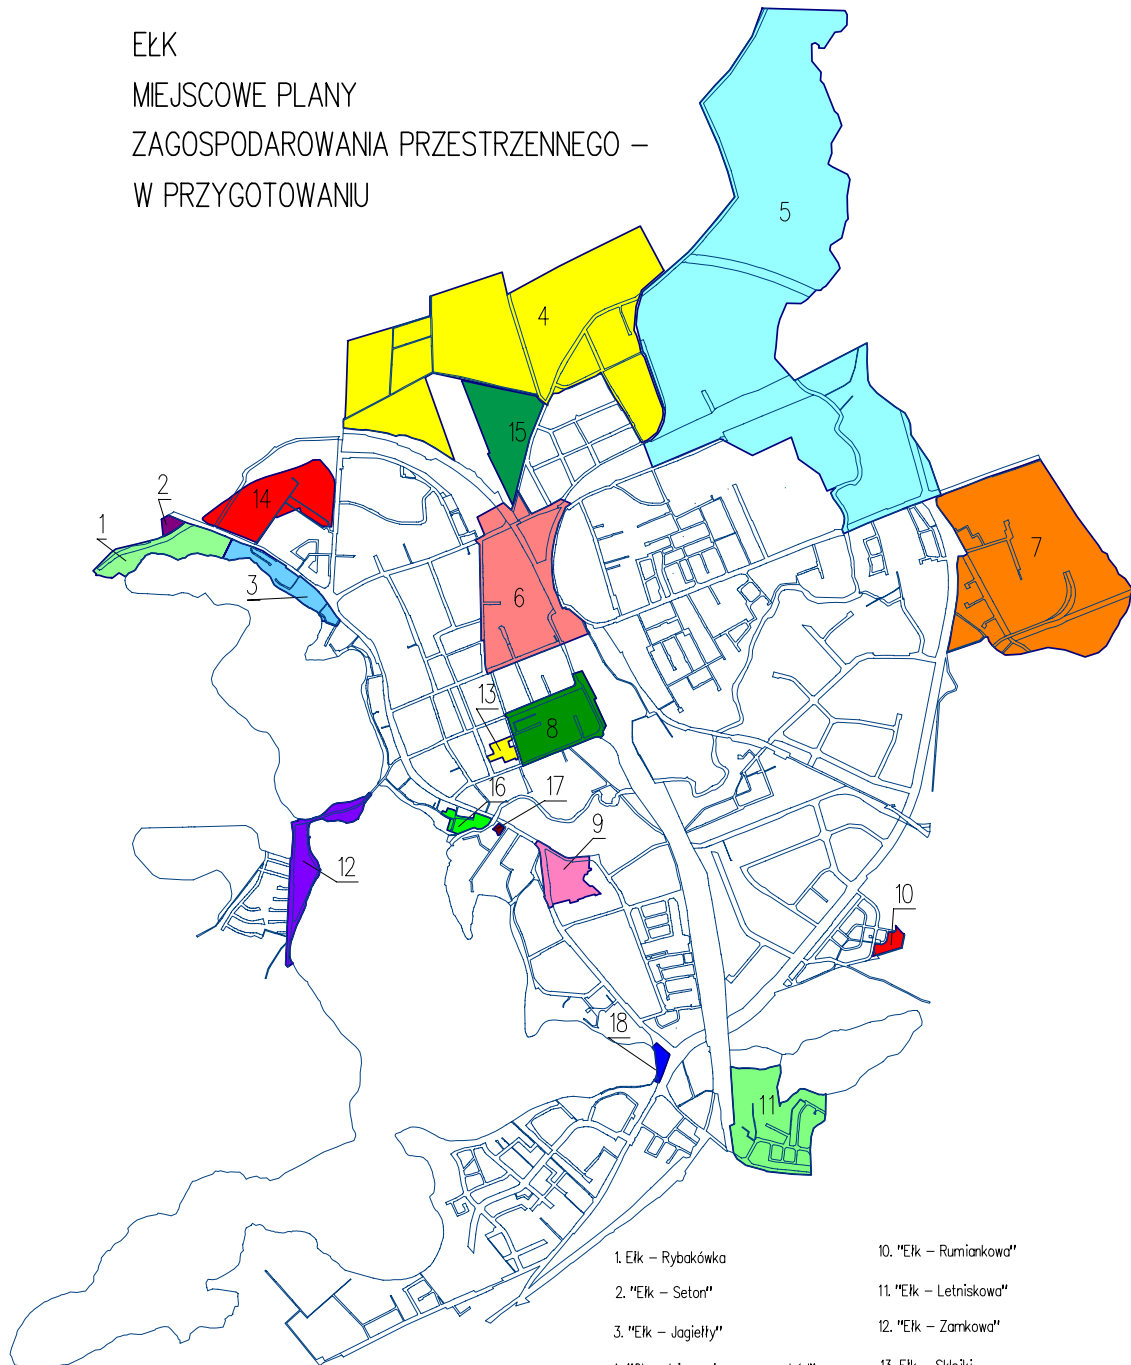 EŁK
MIEJSCOWE PLANY
ZAGOSPODAROWANIA PRZESTRZENNEGO –
W PRZYGOTOWANIU
5
4
15
2
14
1
3
7
6
13
8
16
17
9
12
10
18
11
1. Ełk – Rybakówka
2. "Ełk – Seton"
3. "Ełk – Jagiełły"
10. "Ełk – Rumiankowa"
11. "Ełk – Letniskowa"
12. "Ełk – Zamkowa"